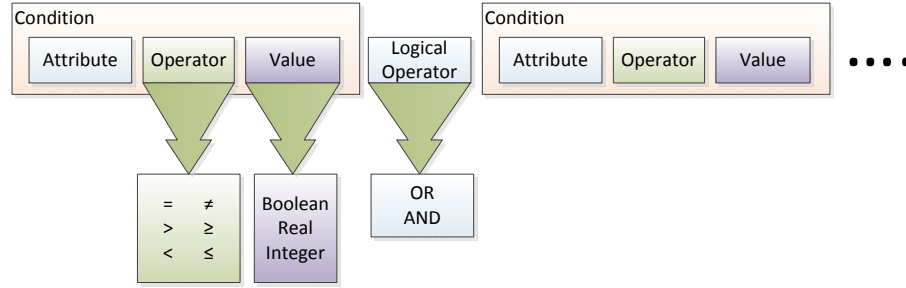 Condition
Attribute
Operator
Value
Logical
Operator
Condition
Attribute
Operator
Value
....
= ≠
> ≥
< ≤
Boolean
Real
Integer
OR
AND